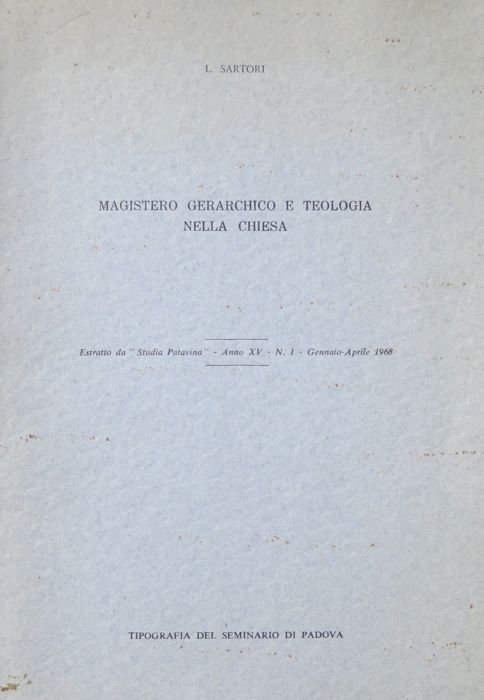 L. SARTORI
MAGISTERO GERARCHICO E TEOLOGIA
NELLA CHIESA
Estratto da "Studia Patavina" - Anno XV - N. 1 - Gennaio-Aprile 1968
TIPOGRAFIA DEL SEMINARIO DI PADOVA